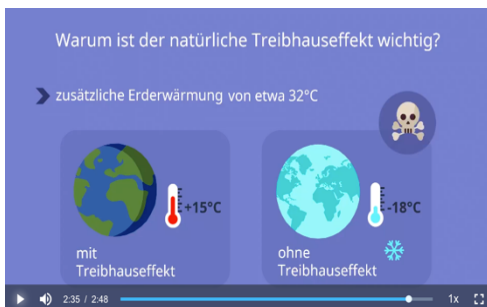 Warum ist der natürliche Treibhauseffekt wichtig?
zusätzliche Erderwärmung von etwa 32°C
+15°C
-18°C
mit
Treibhauseffekt
ohne
Treibhauseffekt
2:35 / 2:48
1x